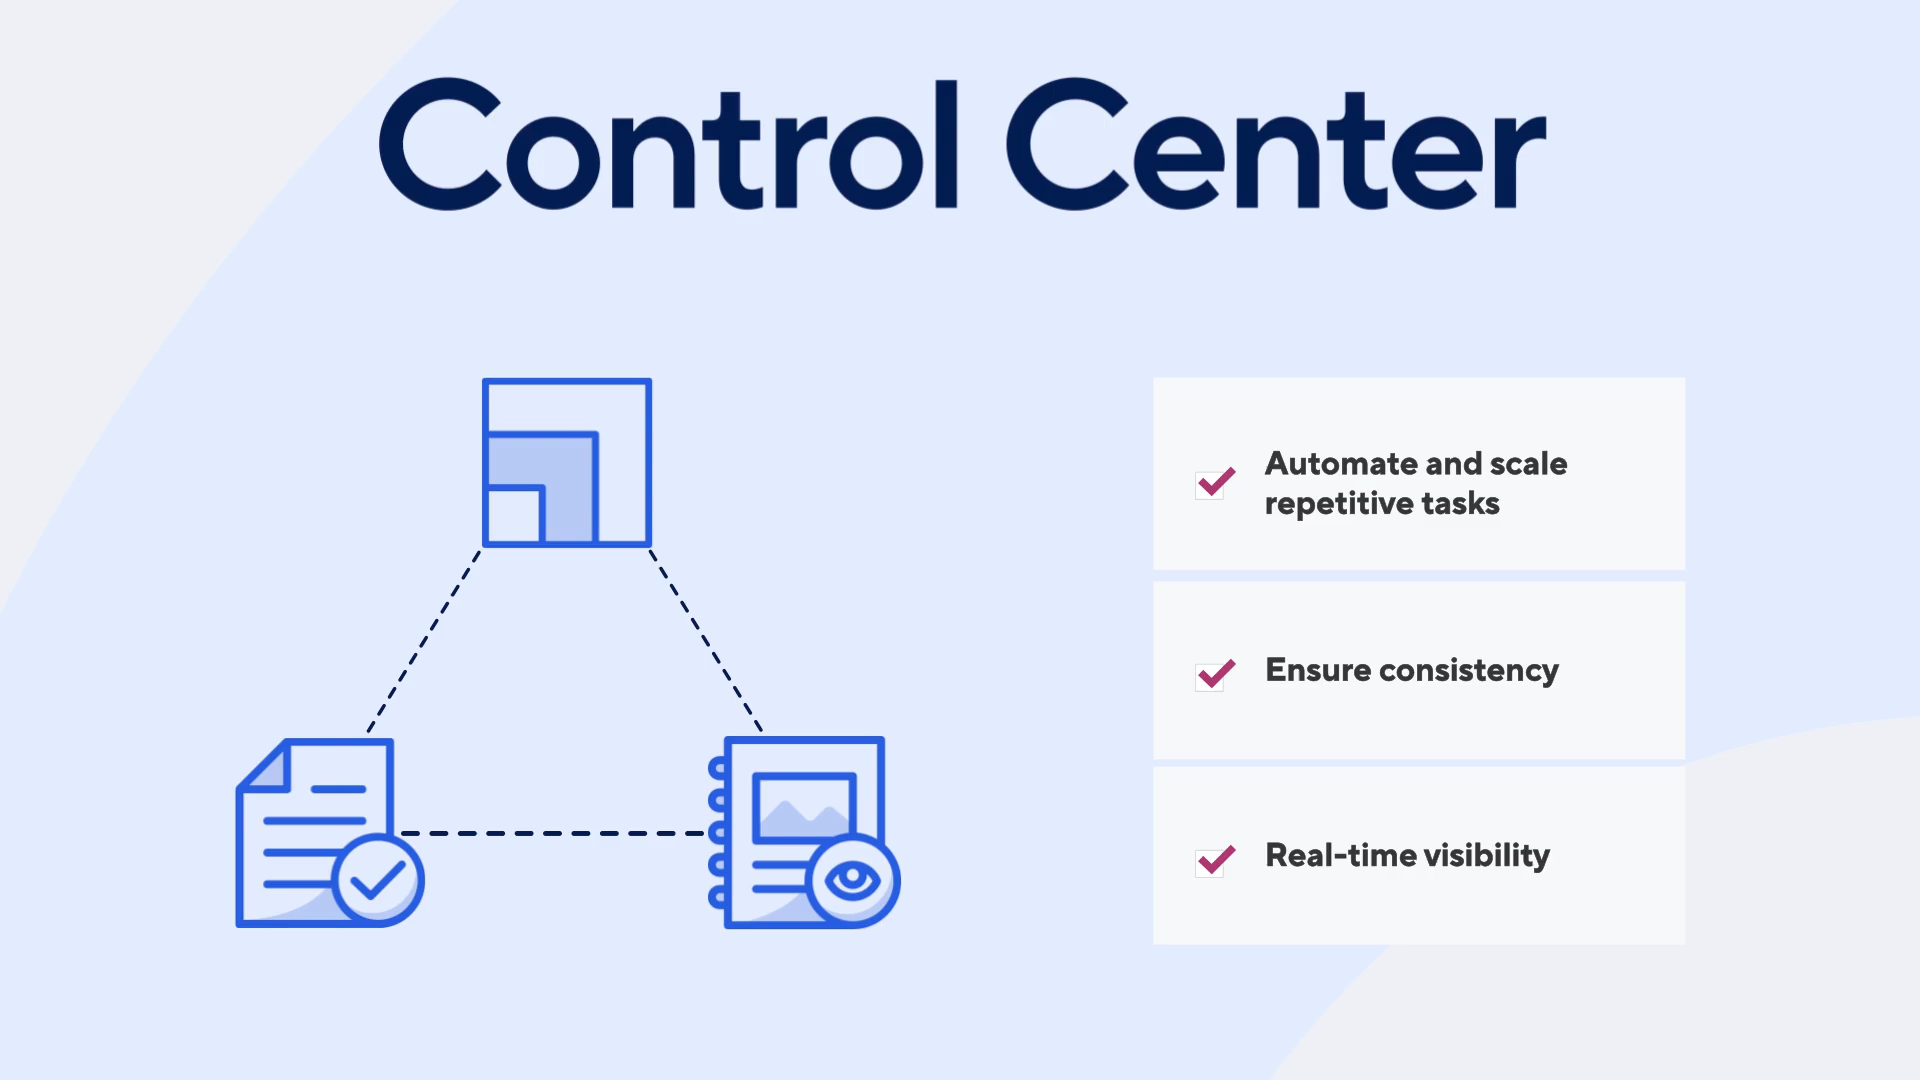 Control Center
Automate and scale
repetitive tasks
Ensure consistency
Real-time visibility